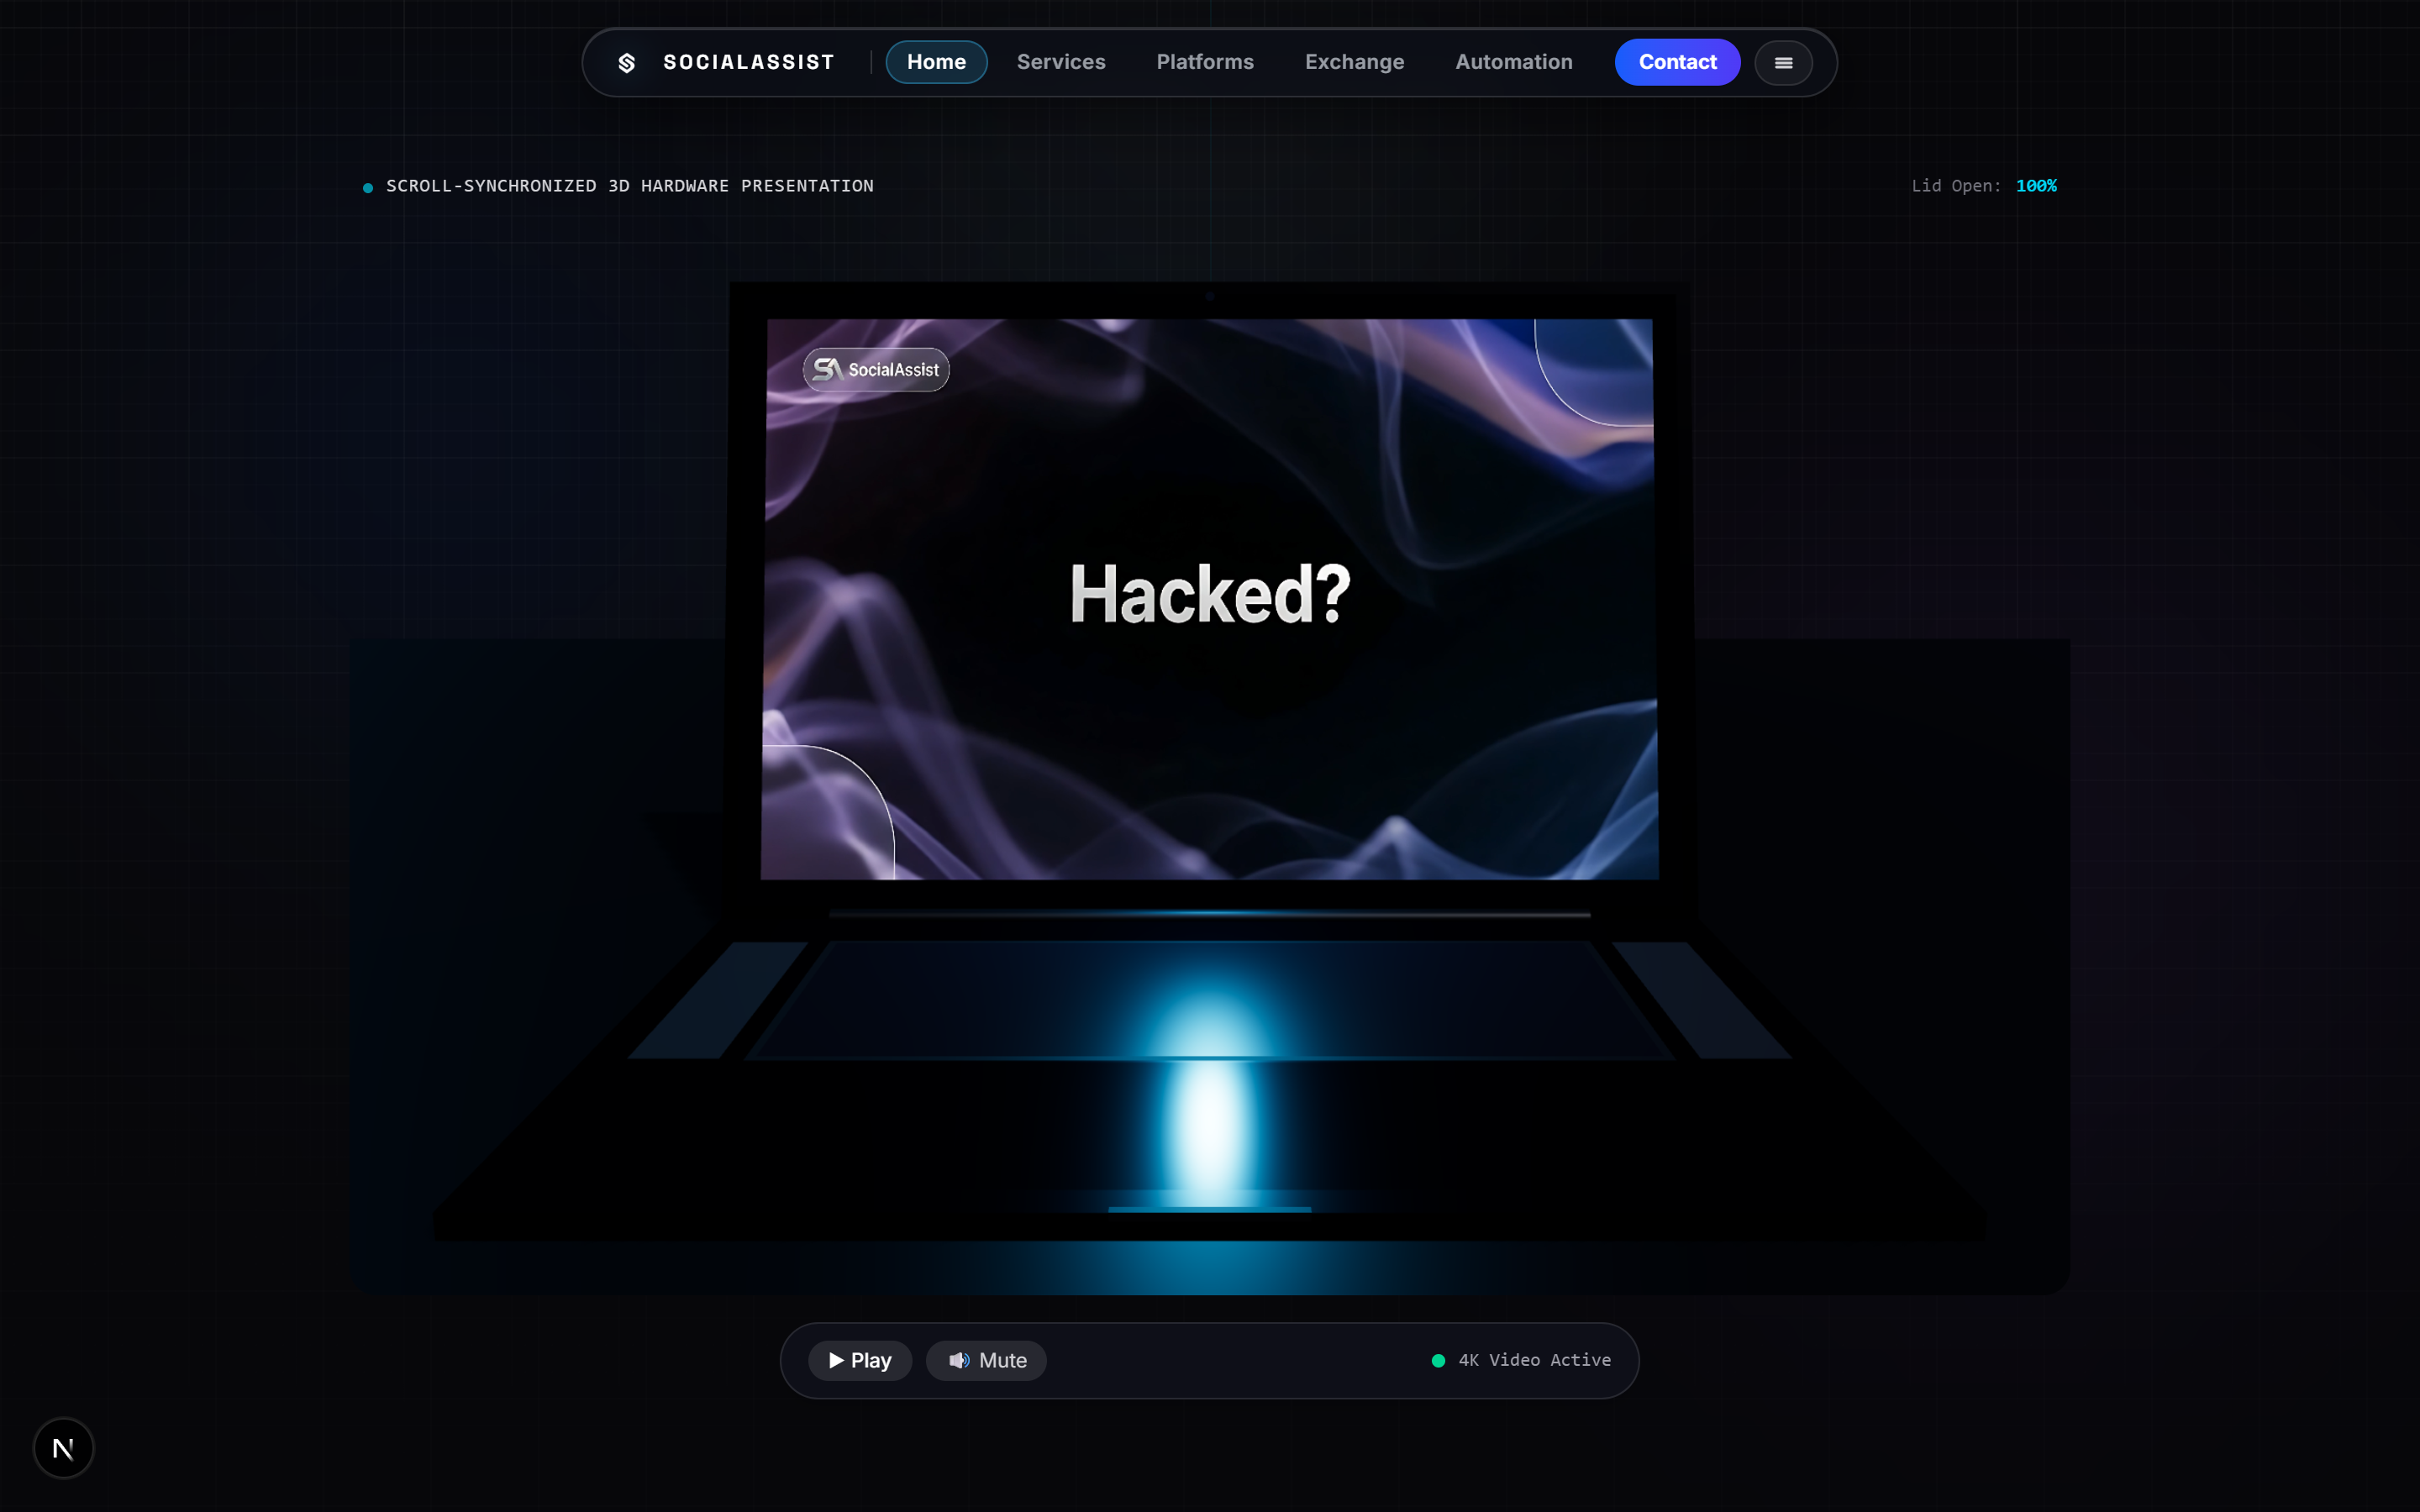 SOCIALASSIST Home Services Platforms Exchange Automation Contact
SCROLL-SYNCHRONIZED 3D HARDWARE PRESENTATION Lid Open: 100%
SA SocialAssist
Hacked?
Play Mute 4K Video Active
N